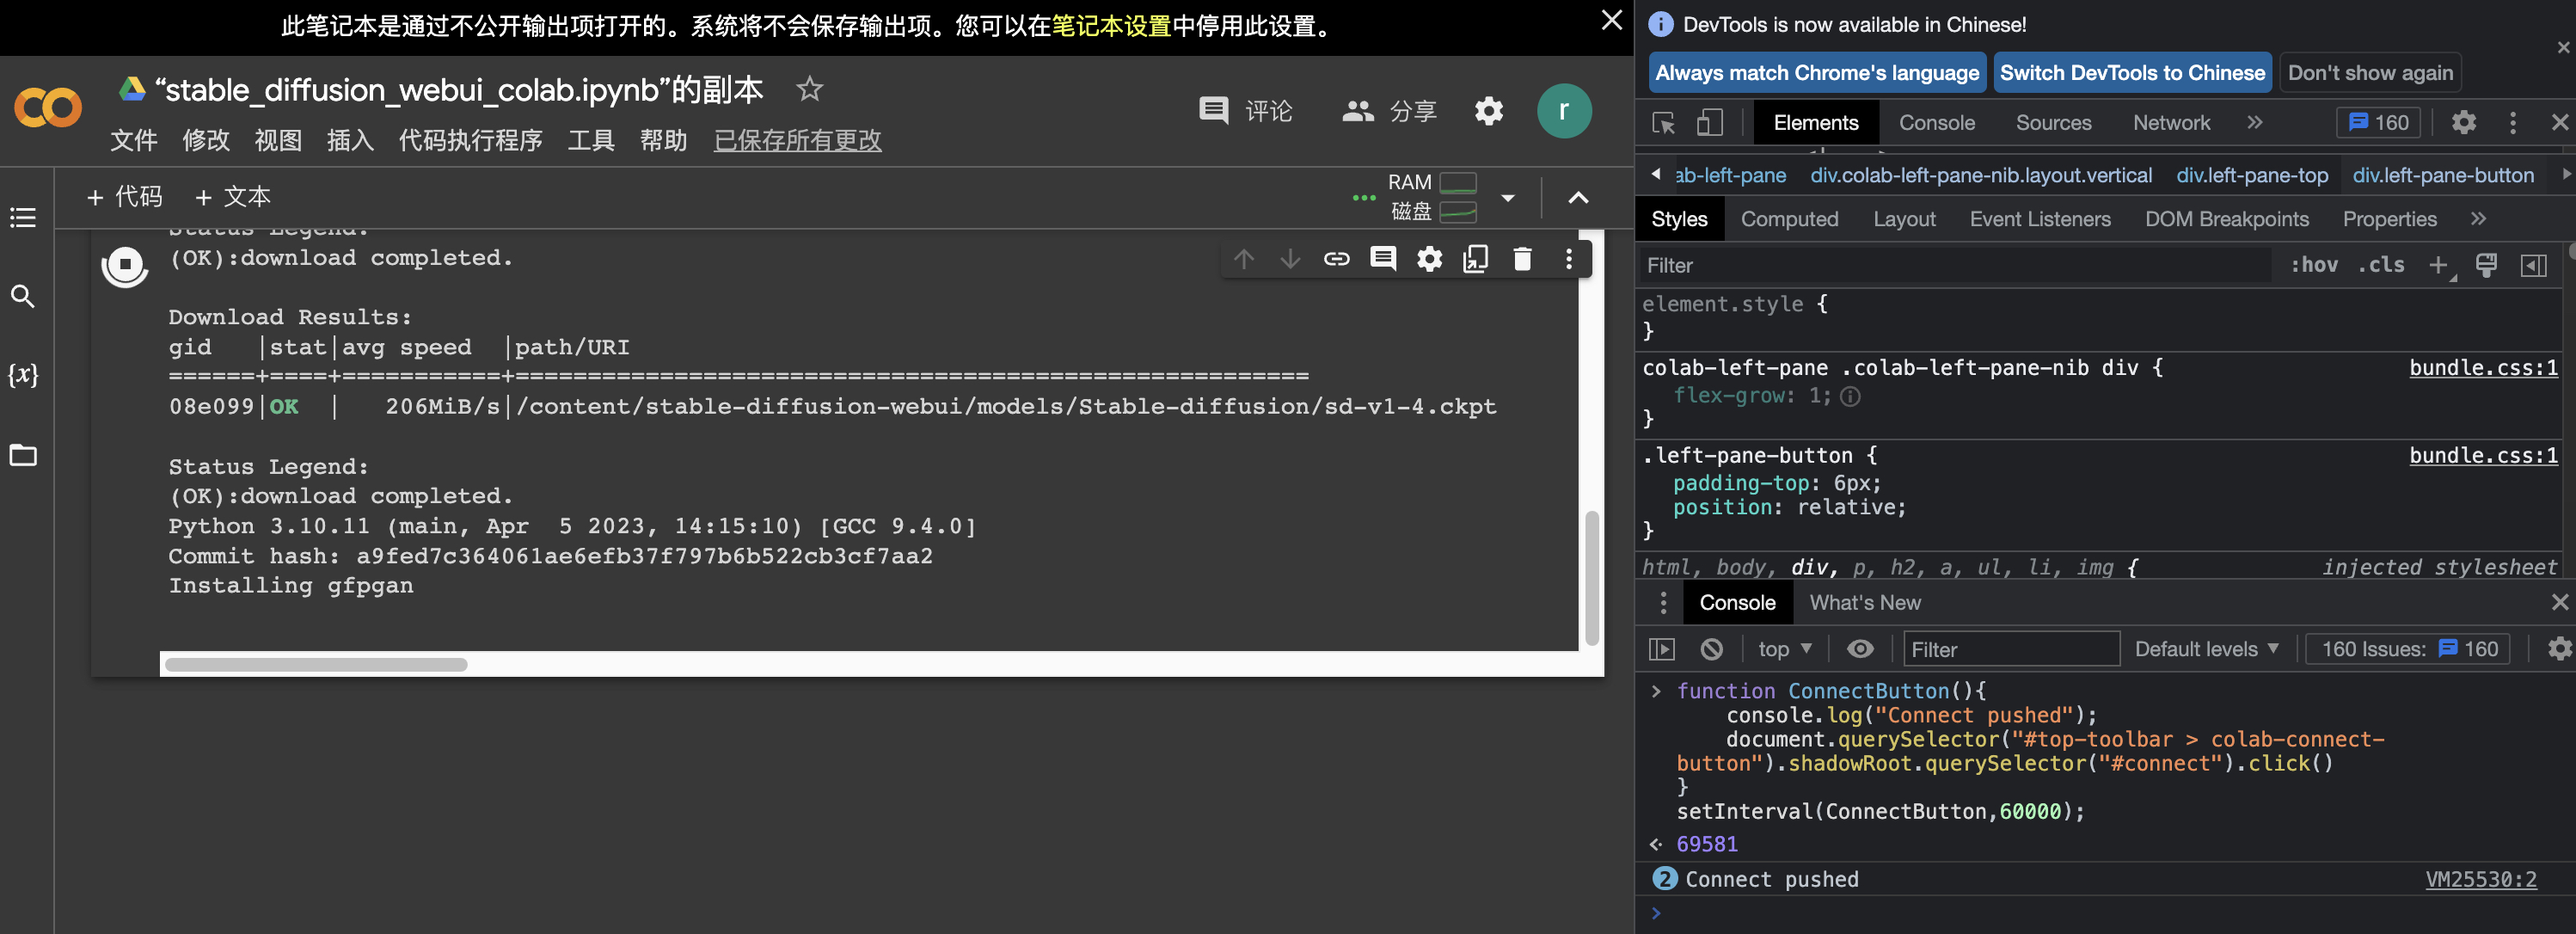 此笔记本是通过不公开输出项打开的。系统将不会保存输出项。您可以在笔记本设置中停用此设置。
“stable_diffusion_webui_colab.ipynb”的副本
评论
分享
r
文件 修改 视图 插入 代码执行程序 工具 帮助 已保存所有更改
+ 代码 + 文本
RAM
磁盘
{x}
Status Legend:
(OK):download completed.
Download Results:
gid   |stat|avg speed  |path/URI
======+====+===========+=======================================================
08e099|OK  |   206MiB/s|/content/stable-diffusion-webui/models/Stable-diffusion/sd-v1-4.ckpt
Status Legend:
(OK):download completed.
Python 3.10.11 (main, Apr  5 2023, 14:15:10) [GCC 9.4.0]
Commit hash: a9fed7c364061ae6efb37f797b6b522cb3cf7aa2
Installing gfpgan
DevTools is now available in Chinese!
Always match Chrome's language Switch DevTools to Chinese Don't show again
Elements Console Sources Network » 160
ab-left-pane div.colab-left-pane-nib.layout.vertical div.left-pane-top div.left-pane-button
Styles Computed Layout Event Listeners DOM Breakpoints Properties »
Filter :hov .cls +
element.style {
}
colab-left-pane .colab-left-pane-nib div { bundle.css:1
flex-grow: 1;
}
.left-pane-button { bundle.css:1
padding-top: 6px;
position: relative;
}
html, body, div, p, h2, a, ul, li, img { injected stylesheet
Console What's New
top ▼ Filter Default levels ▼ 160 Issues: 160
> function ConnectButton(){
console.log("Connect pushed");
document.querySelector("#top-toolbar > colab-connect-
button").shadowRoot.querySelector("#connect").click()
}
setInterval(ConnectButton,60000);
69581
2 Connect pushed VM25530:2
>